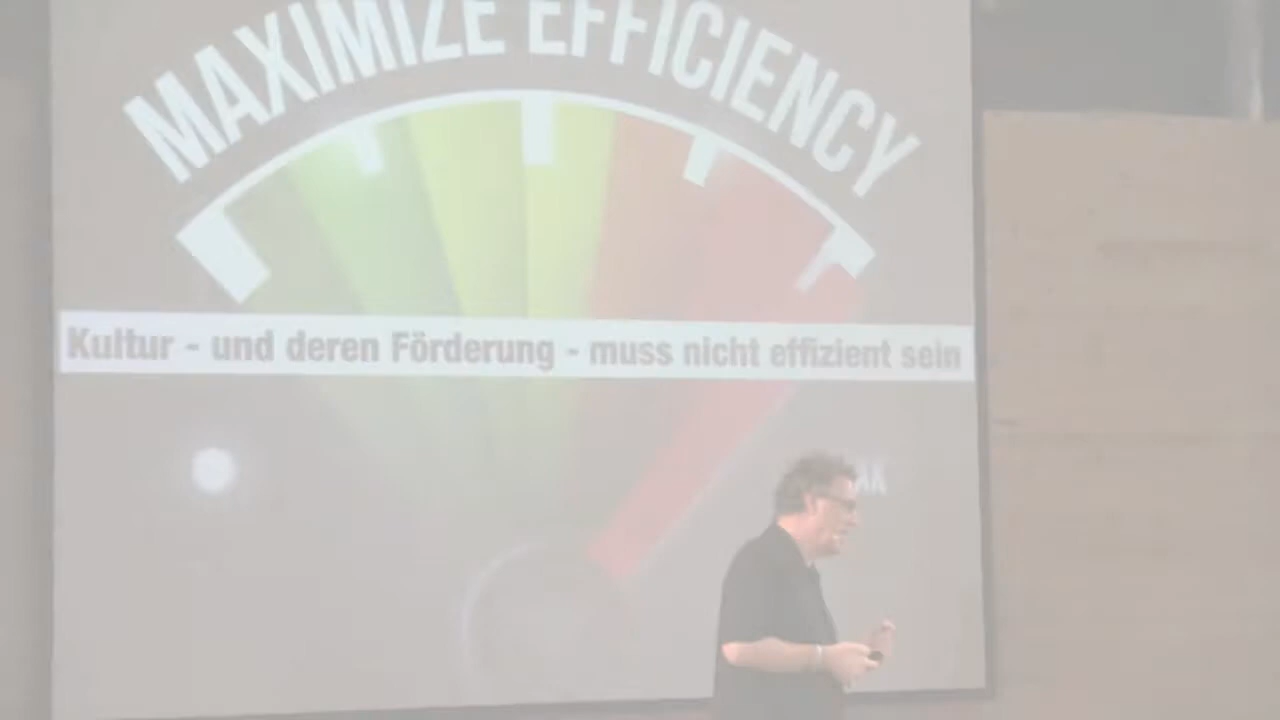 MAXIMIZE EFFICIENCY
Kultur - und deren Förderung - muss nicht effizient sein